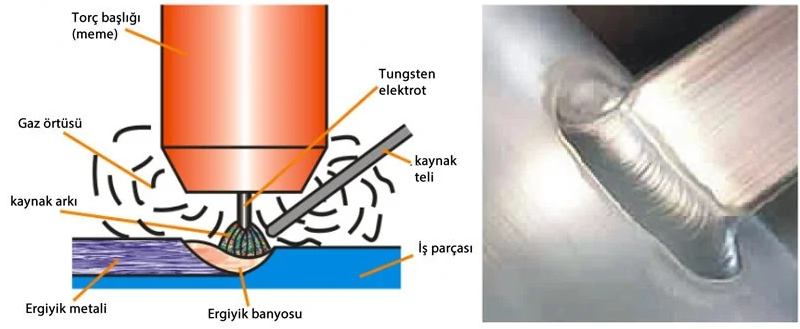 Torç başlığı
(meme)
Tungsten
elektrot
Gaz örtüsü
kaynak
teli
kaynak arkı
İş parçası
Ergiyik metali
Ergiyik banyosu